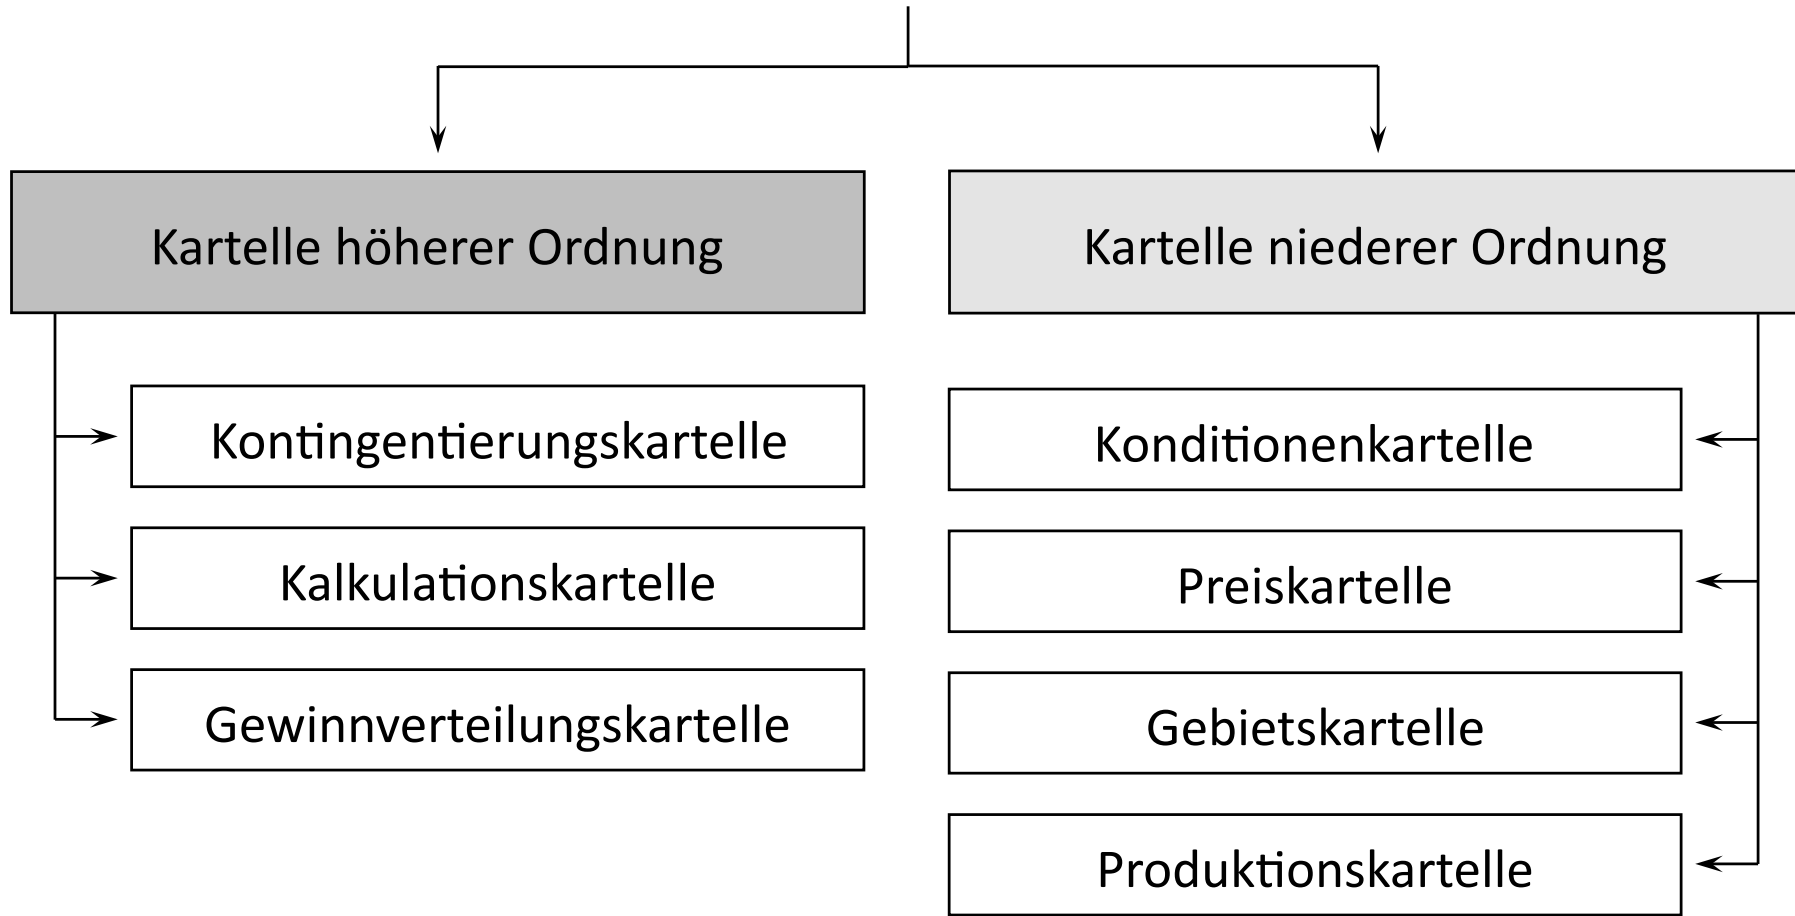 Kartelle höherer Ordnung
Kontingentierungskartelle
Kalkulationskartelle
Gewinnverteilungskartelle
Kartelle niederer Ordnung
Konditionenkartelle
Preiskartelle
Gebietskartelle
Produktionskartelle